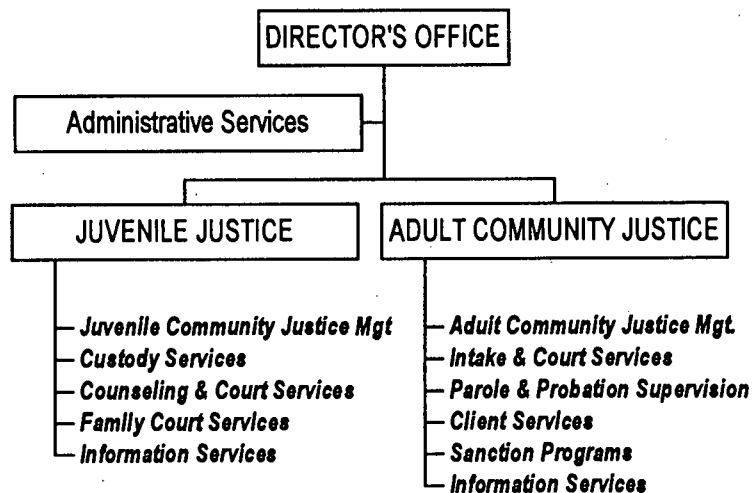 DIRECTOR'S OFFICE
Administrative Services
JUVENILE JUSTICE
ADULT COMMUNITY JUSTICE
Juvenile Community Justice Mgt
Custody Services
Counseling & Court Services
Family Court Services
Information Services
Adult Community Justice Mgt.
Intake & Court Services
Parole & Probation Supervision
Client Services
Sanction Programs
Information Services